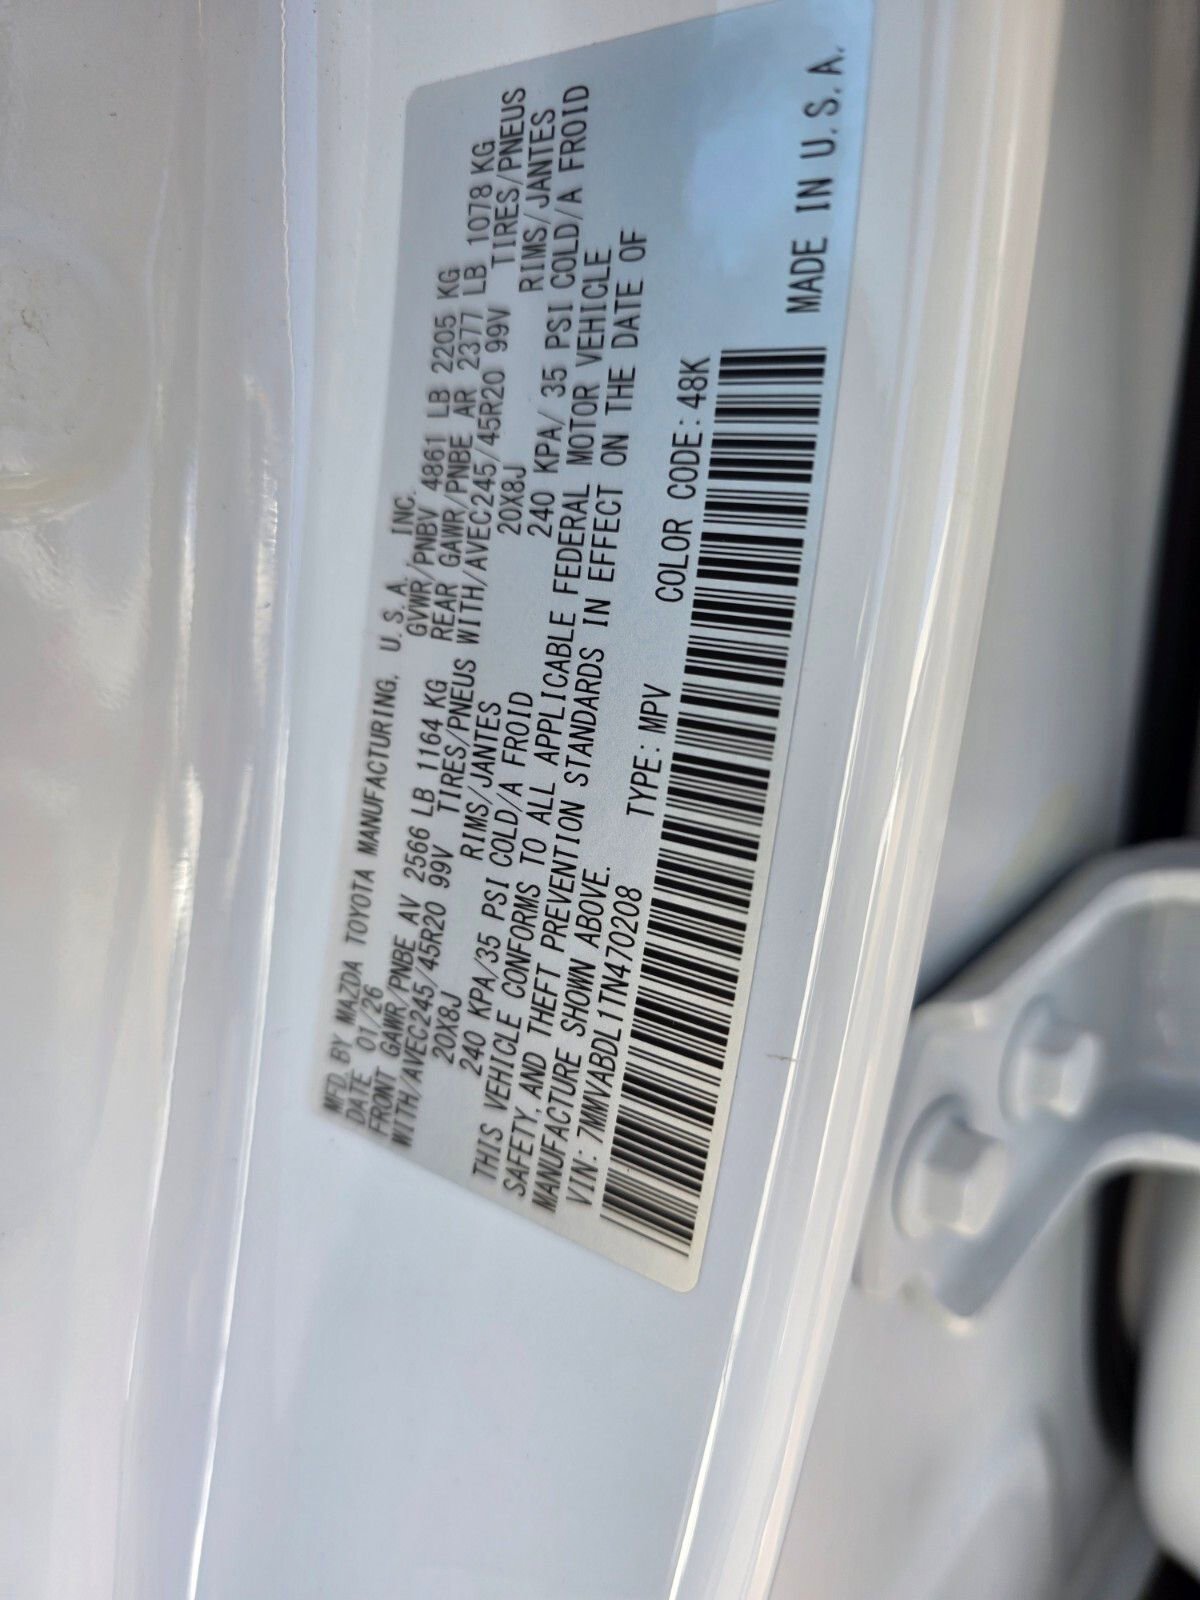 MFD. BY MAZDA TOYOTA MANUFACTURING, U.S.A., INC.
DATE 01/26 GVWR/PNBV 4861 LB 2205 KG
FRONT GAWR/PNBE AV 2566 LB 1164 KG REAR GAWR/PNBE AR 2377 LB 1078 KG
WITH/AVEC245/45R20 99V TIRES/PNEUS WITH/AVEC245/45R20 99V TIRES/PNEUS
20X8J RIMS/JANTES 20X8J RIMS/JANTES
240 KPA/35 PSI COLD/A FROID 240 KPA/ 35 PSI COLD/A FROID
THIS VEHICLE CONFORMS TO ALL APPLICABLE FEDERAL MOTOR VEHICLE
SAFETY, AND THEFT PREVENTION STANDARDS IN EFFECT ON THE DATE OF
MANUFACTURE SHOWN ABOVE.
VIN: 7MMVABDL1TN470208 TYPE: MPV COLOR CODE: 48K
MADE IN U.S.A.